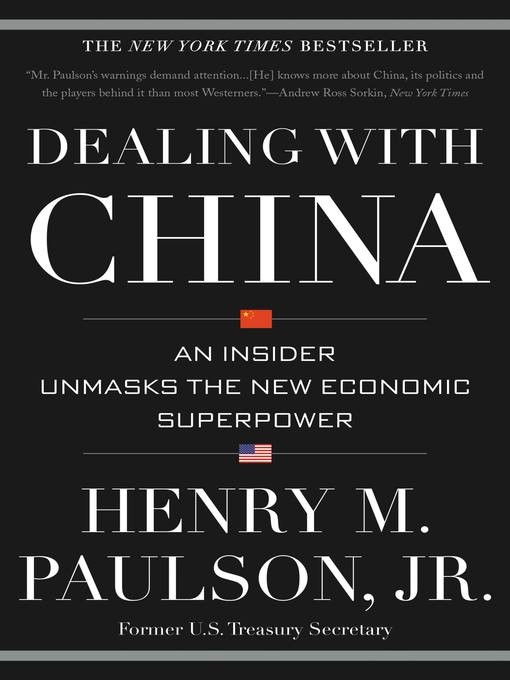 THE NEW YORK TIMES BESTSELLER
“Mr. Paulson’s warnings demand attention...[He] knows more about China, its politics and
the players behind it than most Westerners.”—Andrew Ross Sorkin, New York Times
DEALING WITH
CHINA
AN INSIDER
UNMASKS THE NEW ECONOMIC
SUPERPOWER
HENRY M.
PAULSON, JR.
Former U.S. Treasury Secretary